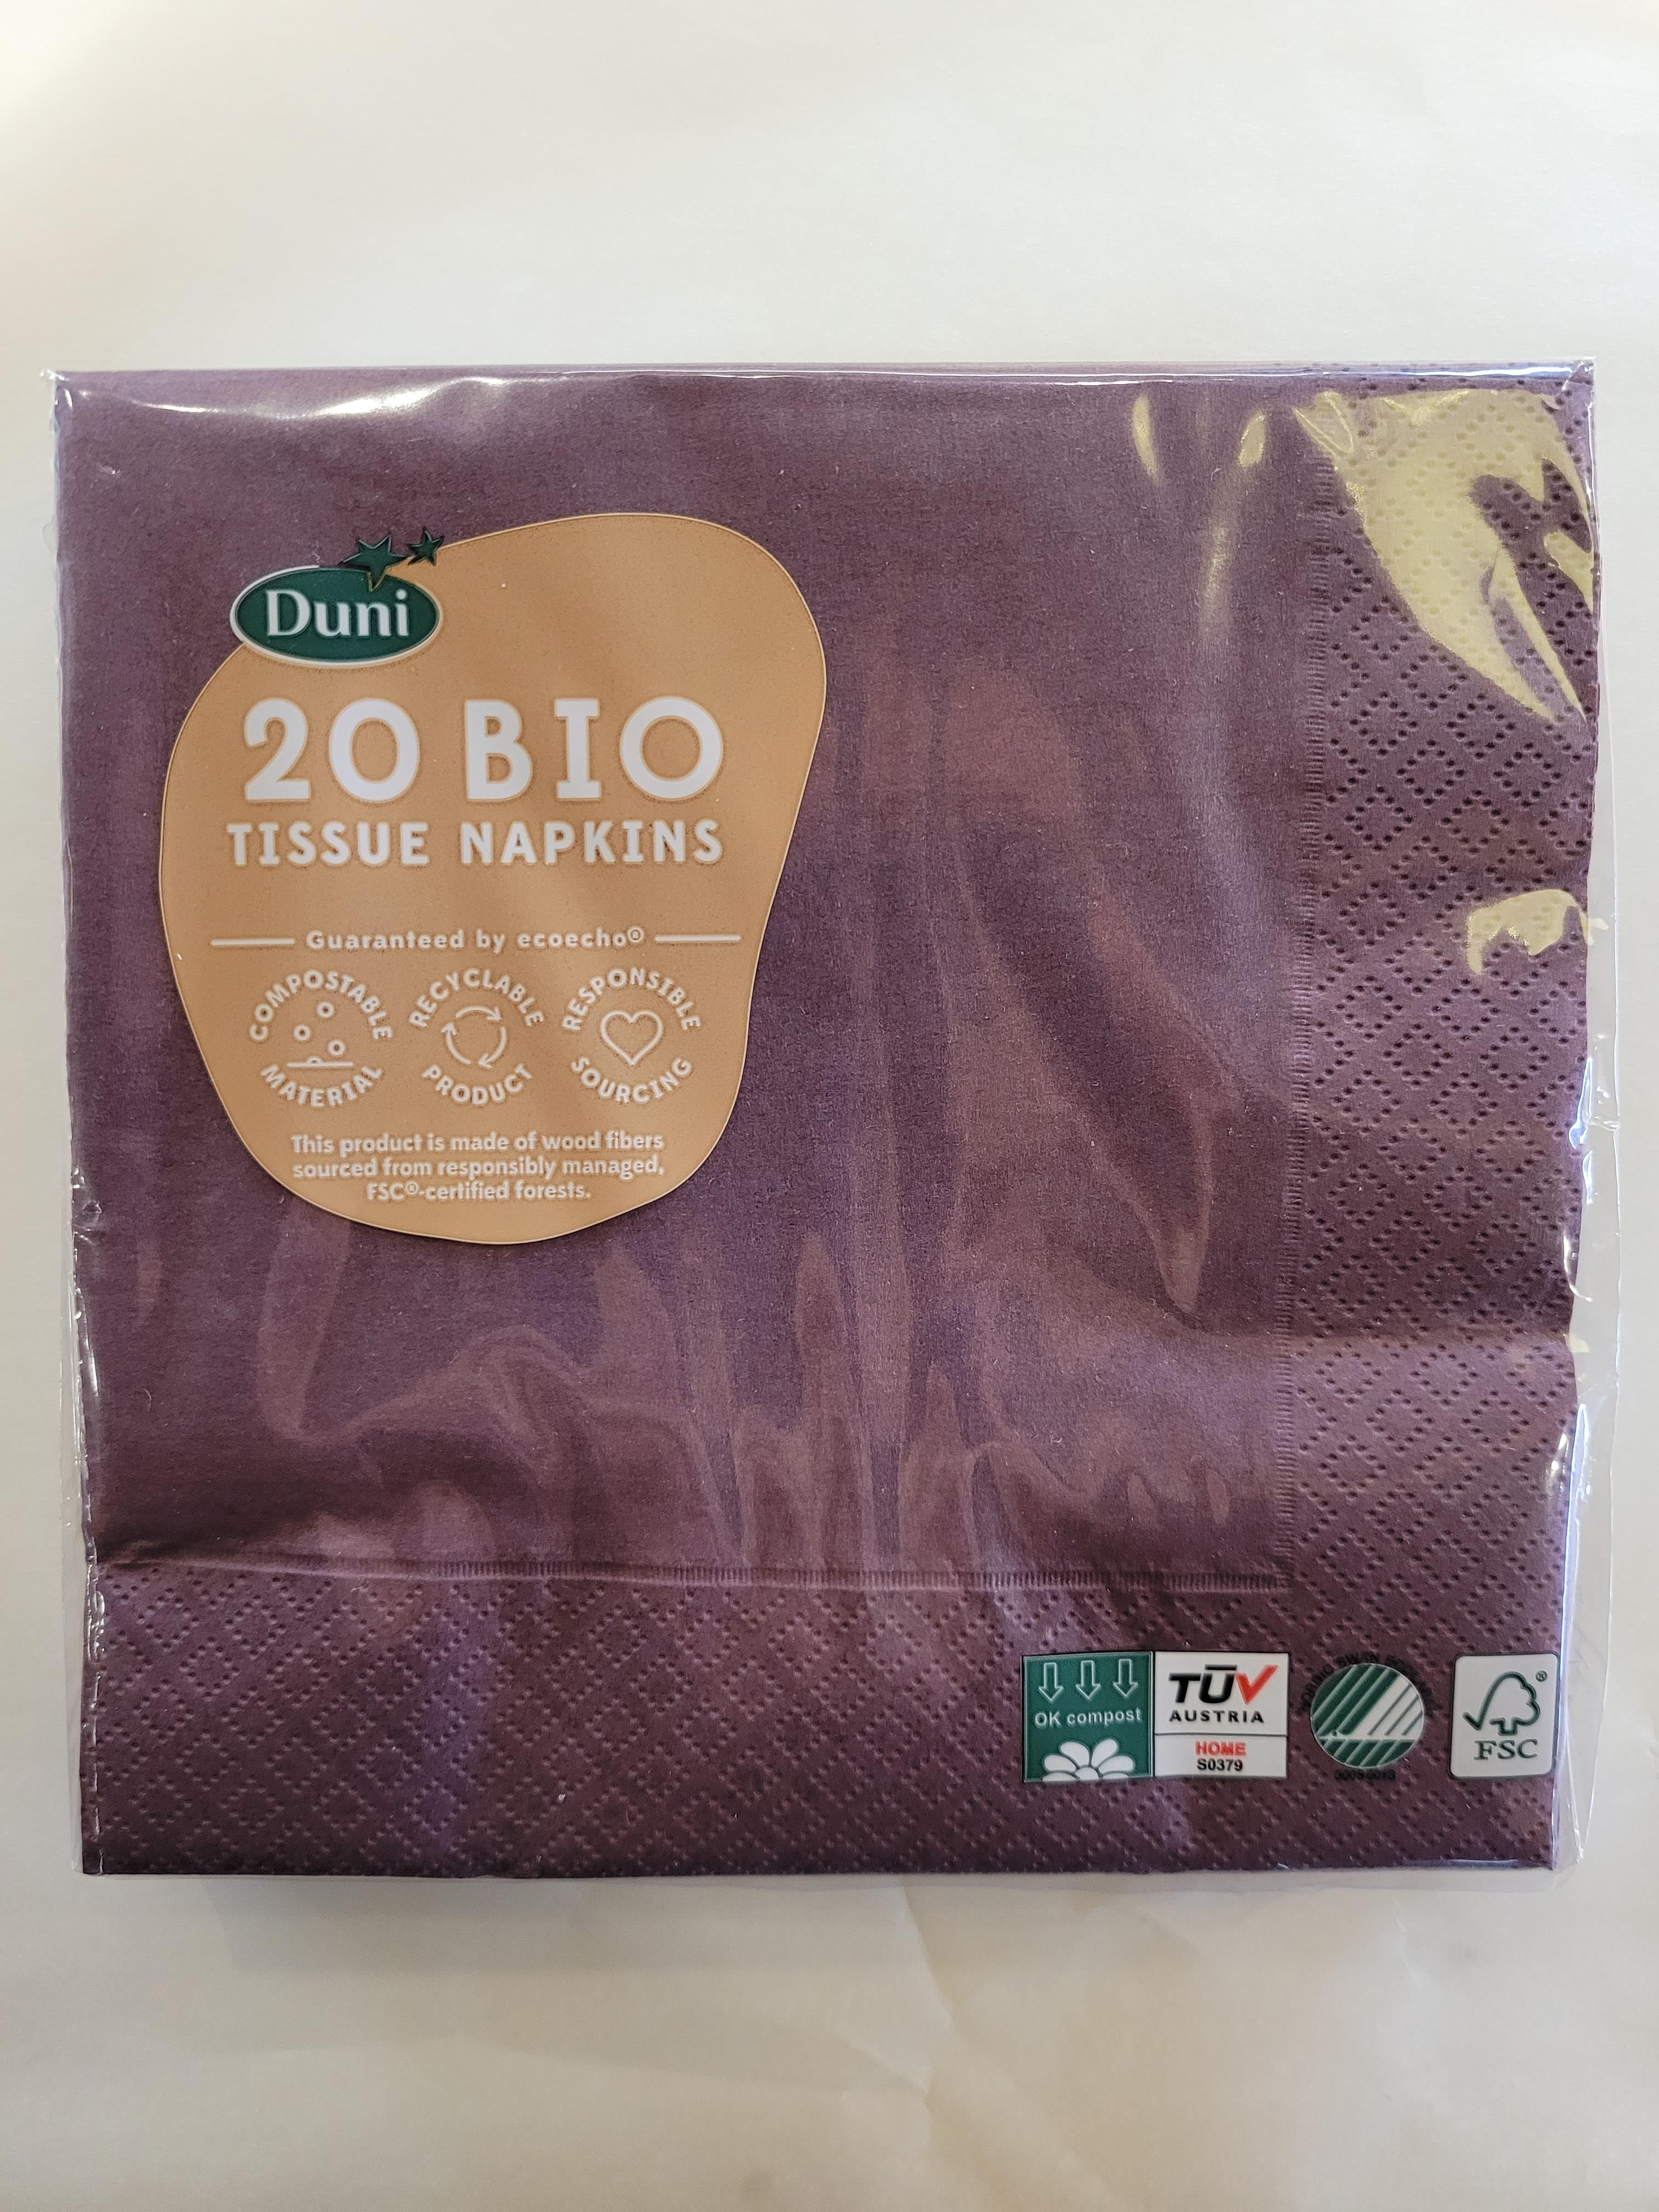 Duni
20 BIO
TISSUE NAPKINS
Guaranteed by ecoecho®
COMPOSTABLE MATERIAL
RECYCLABLE PRODUCT
RESPONSIBLE SOURCING
This product is made of wood fibers
sourced from responsibly managed,
FSC®-certified forests.
OK compost
TÜV
AUSTRIA
HOME
S0379
®
FSC